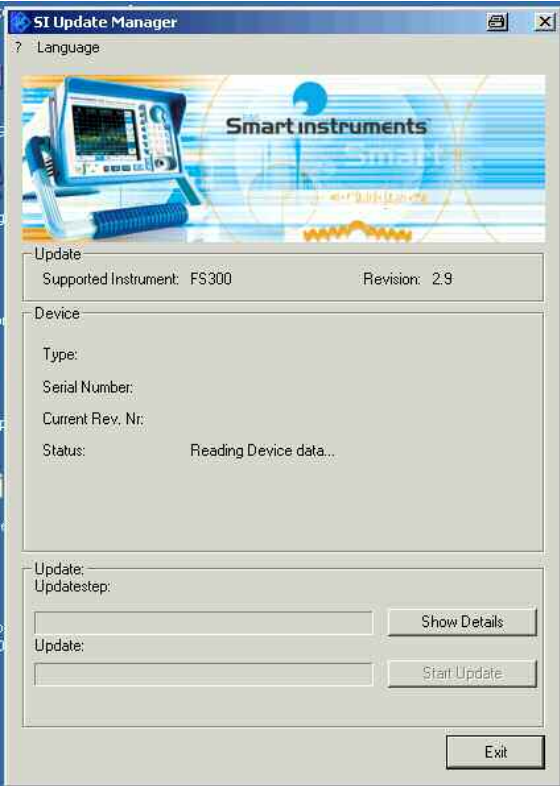 SI Update Manager
? Language
Smart instruments
Smart
Update
Supported Instrument: FS300 Revision: 2.9
Device
Type:
Serial Number:
Current Rev. Nr:
Status: Reading Device data...
Update:
Updatestep:
Show Details
Update:
Start Update
Exit